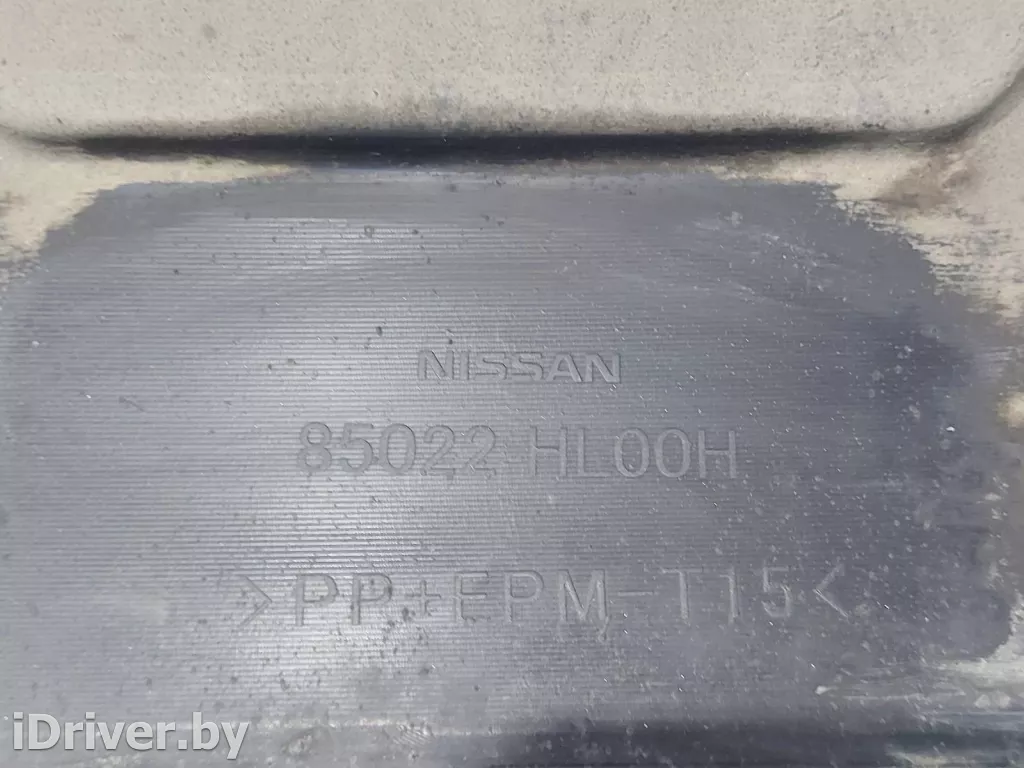 NISSAN
85022 HL00H
>PP+EPM-T15<
iDriver.by